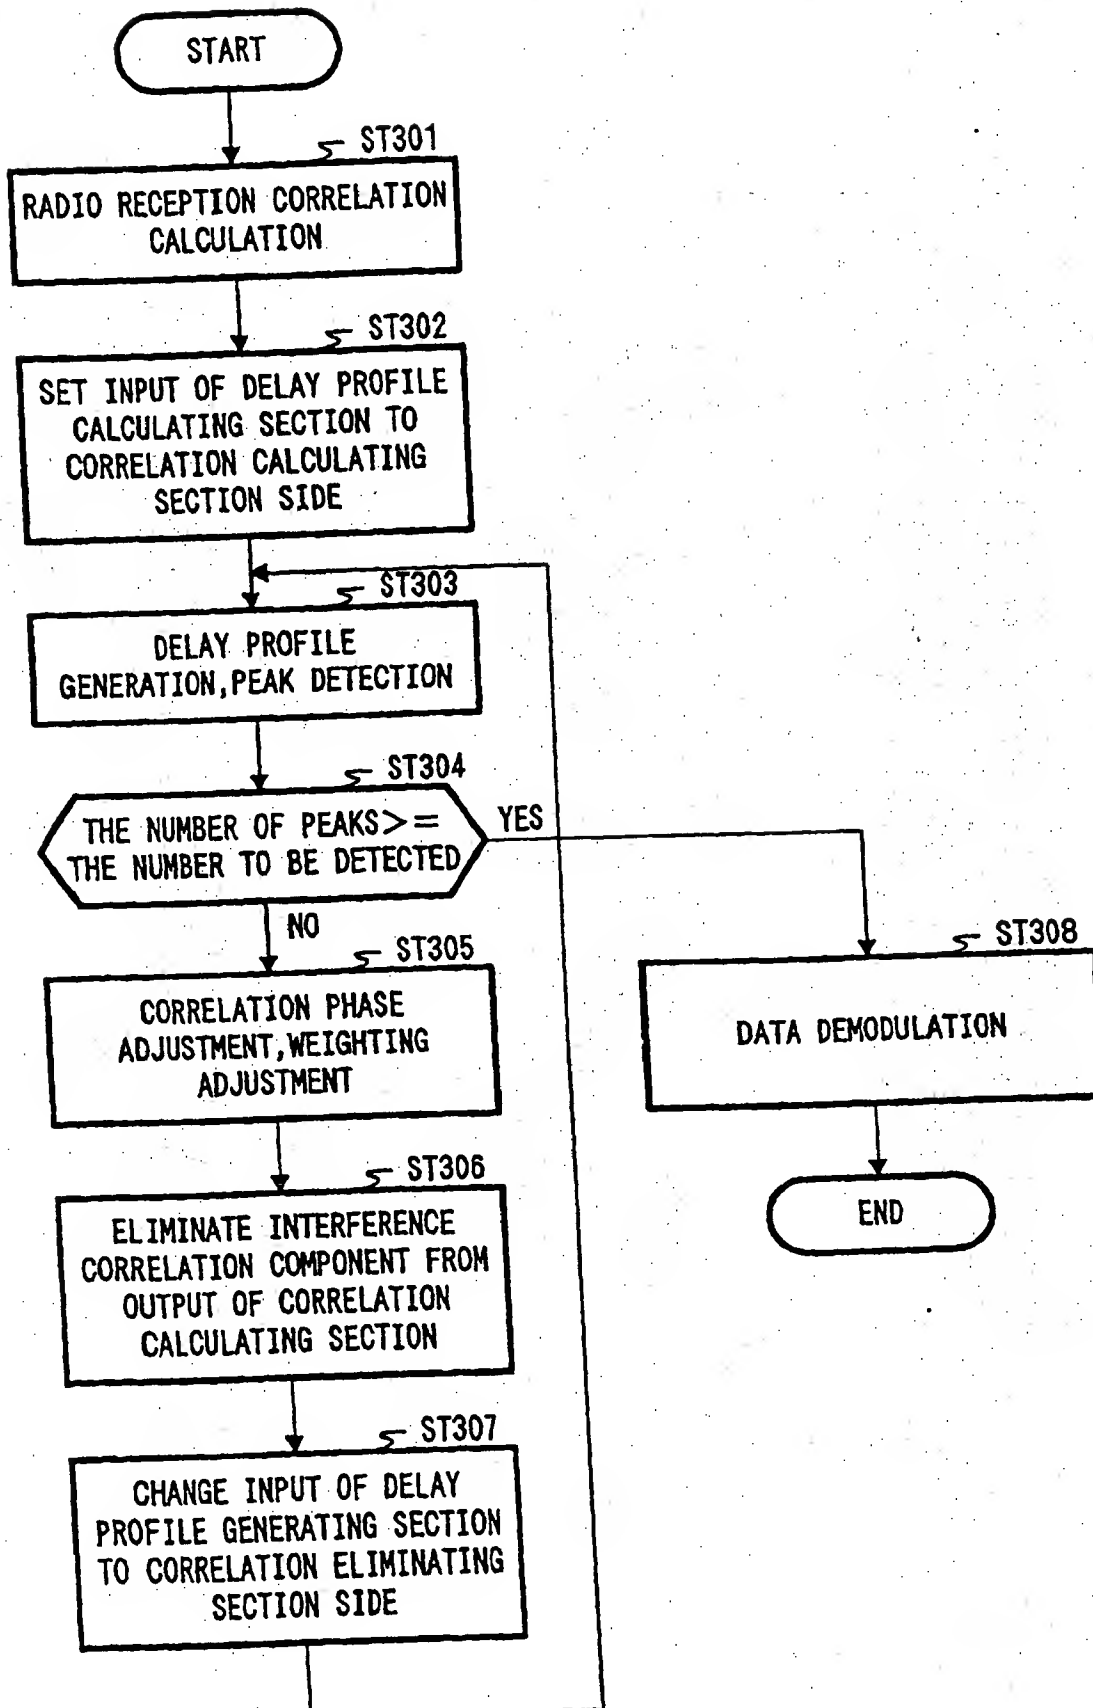 START
ST301
RADIO RECEPTION CORRELATION
CALCULATION
ST302
SET INPUT OF DELAY PROFILE
CALCULATING SECTION TO
CORRELATION CALCULATING
SECTION SIDE
ST303
DELAY PROFILE
GENERATION,PEAK DETECTION
ST304
THE NUMBER OF PEAKS>=
THE NUMBER TO BE DETECTED
YES
NO
ST305
CORRELATION PHASE
ADJUSTMENT,WEIGHTING
ADJUSTMENT
ST308
DATA DEMODULATION
ST306
ELIMINATE INTERFERENCE
CORRELATION COMPONENT FROM
OUTPUT OF CORRELATION
CALCULATING SECTION
END
ST307
CHANGE INPUT OF DELAY
PROFILE GENERATING SECTION
TO CORRELATION ELIMINATING
SECTION SIDE